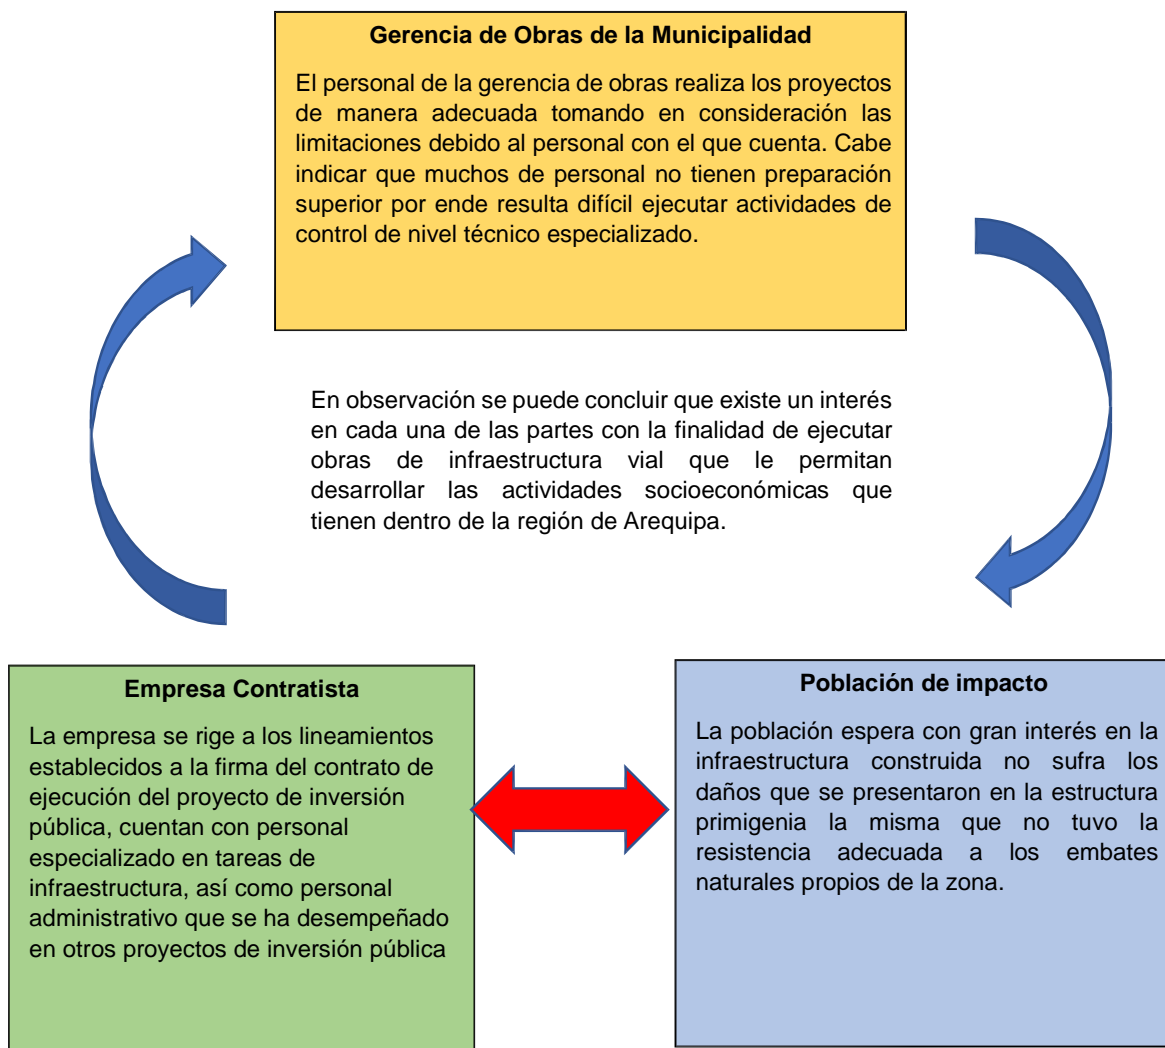 Gerencia de Obras de la Municipalidad
El personal de la gerencia de obras realiza los proyectos
de manera adecuada tomando en consideración las
limitaciones debido al personal con el que cuenta. Cabe
indicar que muchos de personal no tienen preparación
superior por ende resulta difícil ejecutar actividades de
control de nivel técnico especializado.
En observación se puede concluir que existe un interés
en cada una de las partes con la finalidad de ejecutar
obras de infraestructura vial que le permitan
desarrollar las actividades socioeconómicas que
tienen dentro de la región de Arequipa.
Empresa Contratista
La empresa se rige a los lineamientos
establecidos a la firma del contrato de
ejecución del proyecto de inversión
pública, cuentan con personal
especializado en tareas de
infraestructura, así como personal
administrativo que se ha desempeñado
en otros proyectos de inversión pública
Población de impacto
La población espera con gran interés en la
infraestructura construida no sufra los
daños que se presentaron en la estructura
primigenia la misma que no tuvo la
resistencia adecuada a los embates
naturales propios de la zona.